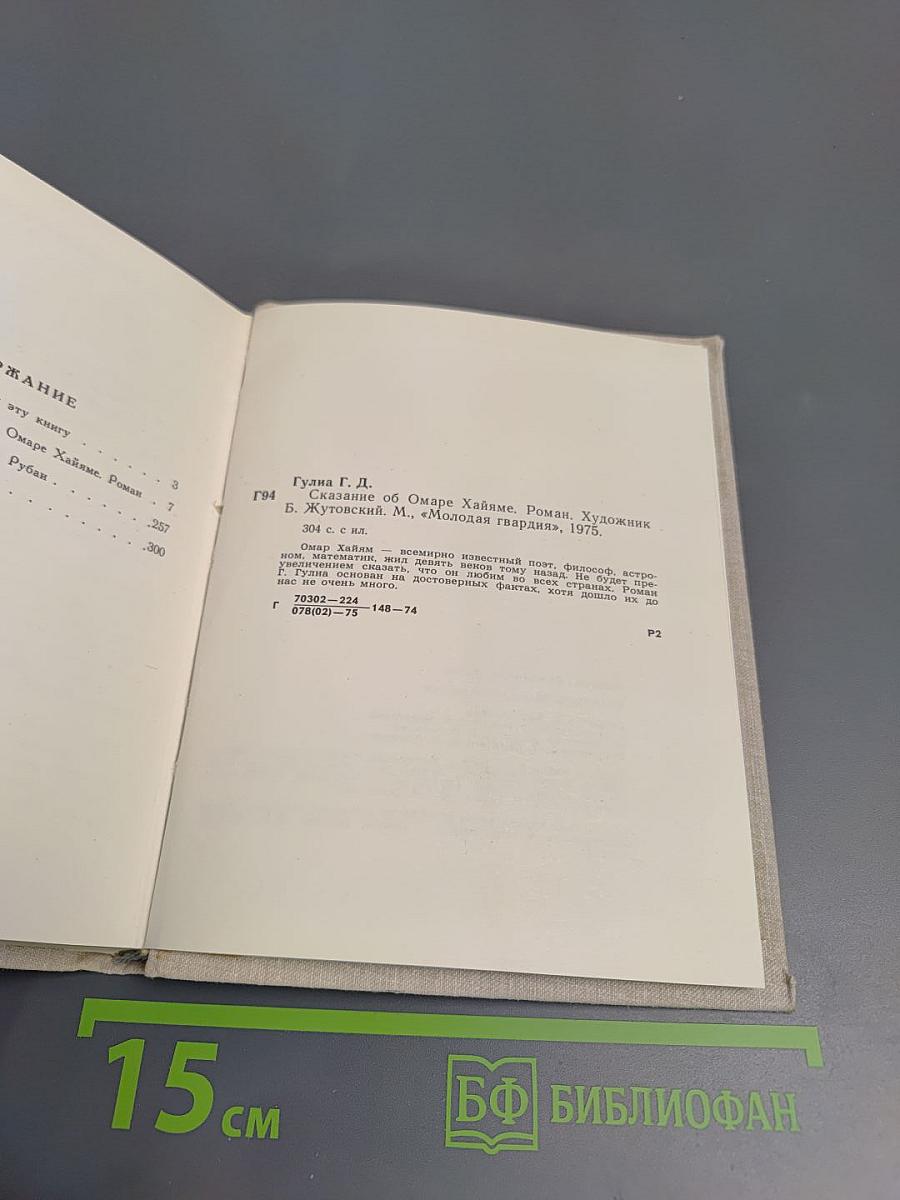 РЖАНИЕ
эту книгу . . . . . 3
Омаре Хайяме. Роман . 7
Рубаи . . . . . . .257
. . . . . . . .300
Гулиа Г. Д.
Г94 Сказание об Омаре Хайяме. Роман. Художник
Б. Жутовский. М., «Молодая гвардия», 1975.
304 с. с ил.
Омар Хайям — всемирно известный поэт, философ, астро-
ном, математик, жил девять веков тому назад. Не будет пре-
увеличением сказать, что он любим во всех странах. Роман
Г. Гулиа основан на достоверных фактах, хотя дошло их до
нас не очень много.
70302—224
Г 148—74
078(02)—75
Р2
15 см
БФ БИБЛИОФАН